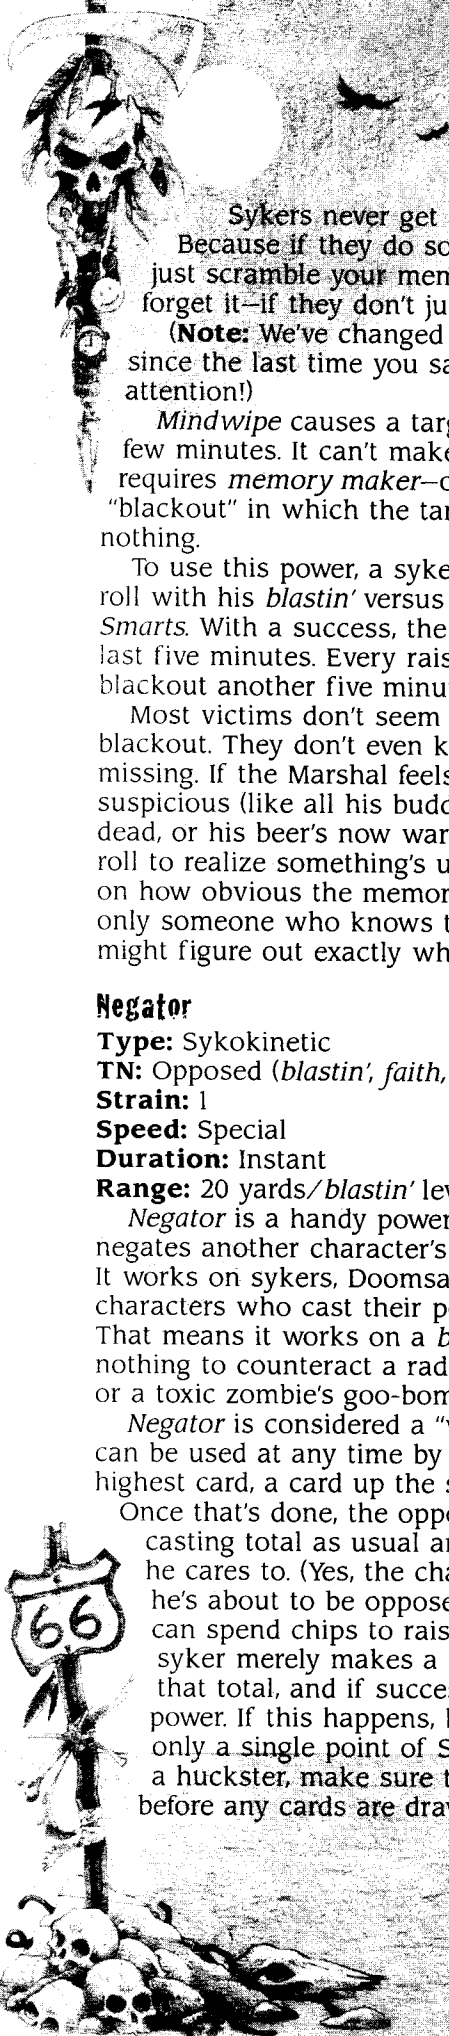 Sykers never get
Because if they do so
just scramble your mem
forget it—if they don't ju
(Note: We've changed
since the last time you sa
attention!)
Mindwipe causes a targ
few minutes. It can't make
requires memory maker—o
"blackout" in which the tar
nothing.
To use this power, a syke
roll with his blastin' versus
Smarts. With a success, the
last five minutes. Every rais
blackout another five minu
Most victims don't seem
blackout. They don't even k
missing. If the Marshal feels
suspicious (like all his budd
dead, or his beer's now war
roll to realize something's u
on how obvious the memor
only someone who knows t
might figure out exactly wh
Negator
Type: Sykokinetic
TN: Opposed (blastin', faith,
Strain: 1
Speed: Special
Duration: Instant
Range: 20 yards/blastin' lev
Negator is a handy power
negates another character's
It works on sykers, Doomsa
characters who cast their p
That means it works on a b
nothing to counteract a rad
or a toxic zombie's goo-bom
Negator is considered a "v
can be used at any time by
highest card, a card up the s
Once that's done, the oppo
casting total as usual an
he cares to. (Yes, the cha
he's about to be oppose
can spend chips to rais
syker merely makes a
that total, and if succes
power. If this happens, h
only a single point of S
a huckster, make sure t
before any cards are draw
66